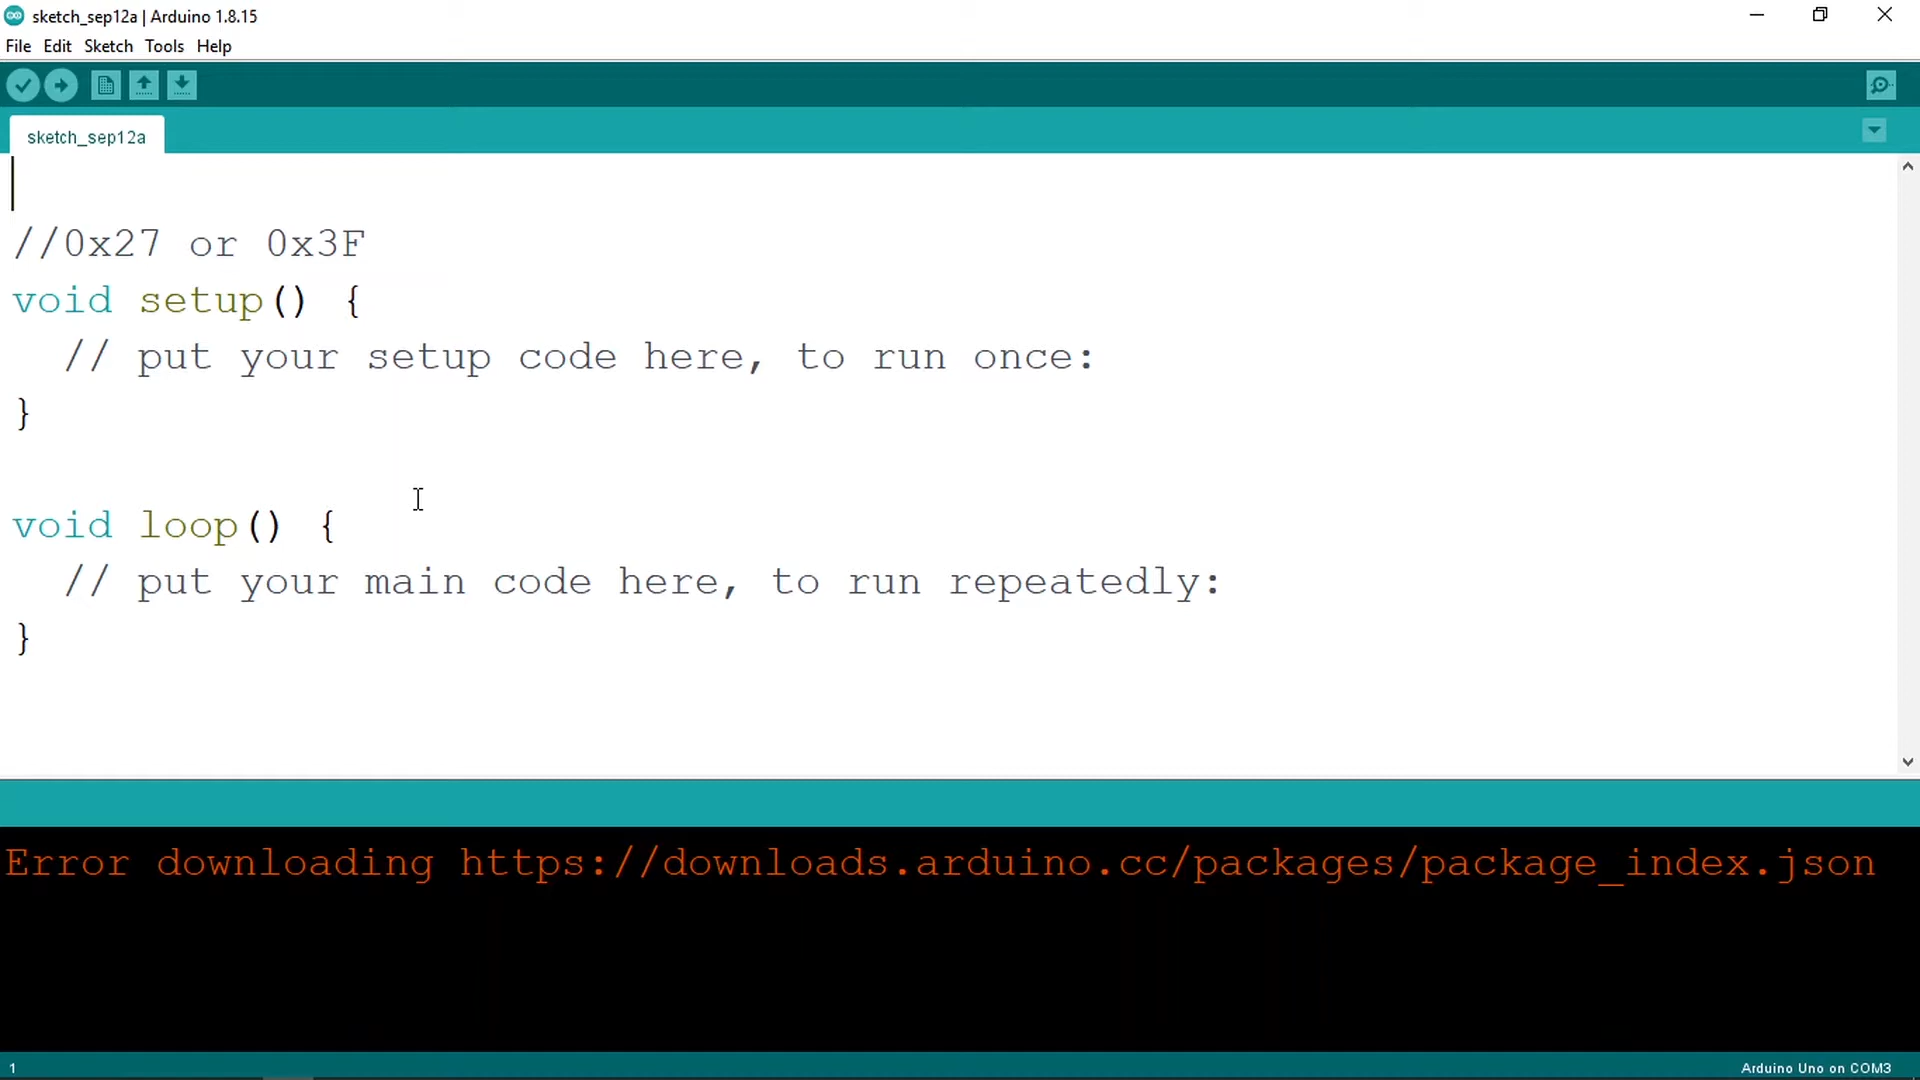 sketch_sep12a | Arduino 1.8.15
File Edit Sketch Tools Help
sketch_sep12a
//0x27 or 0x3F
void setup() {
  // put your setup code here, to run once:
}
void loop() {
  // put your main code here, to run repeatedly:
}
Error downloading https://downloads.arduino.cc/packages/package_index.json
1
Arduino Uno on COM3